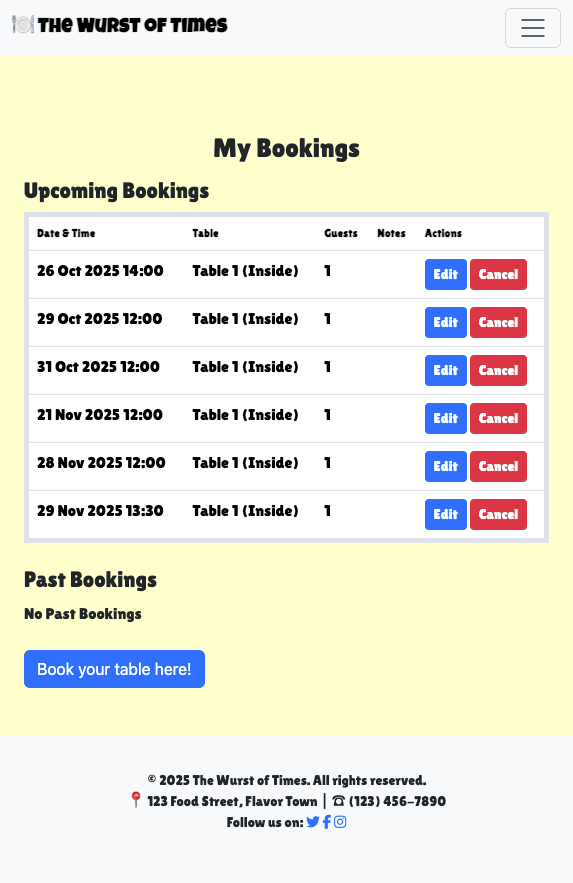 🍽️ The Wurst of Times
My Bookings
Upcoming Bookings
Date & Time Table Guests Notes Actions
26 Oct 2025 14:00 Table 1 (Inside) 1 Edit Cancel
29 Oct 2025 12:00 Table 1 (Inside) 1 Edit Cancel
31 Oct 2025 12:00 Table 1 (Inside) 1 Edit Cancel
21 Nov 2025 12:00 Table 1 (Inside) 1 Edit Cancel
28 Nov 2025 12:00 Table 1 (Inside) 1 Edit Cancel
29 Nov 2025 13:30 Table 1 (Inside) 1 Edit Cancel
Past Bookings
No Past Bookings
Book your table here!
© 2025 The Wurst of Times. All rights reserved.
📍 123 Food Street, Flavor Town | ☎ (123) 456-7890
Follow us on: